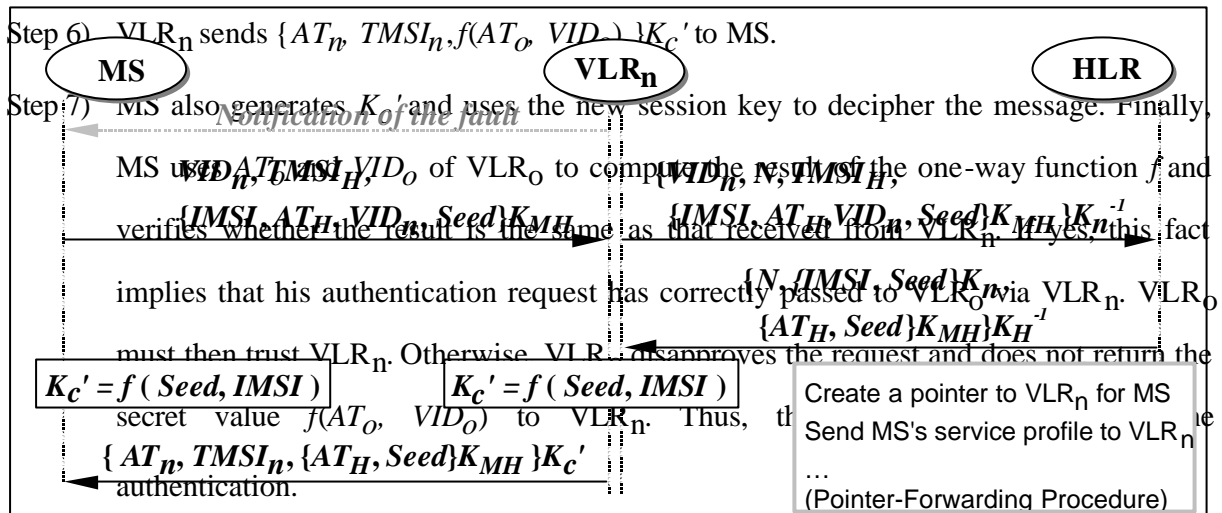 Step 6) VLRn sends {ATn, TMSIn, f(ATo, VIDo) }Kc' to MS.
MS
VLRn
HLR
Step 7) MS also generates Kc' and uses the new session key to decipher the message. Finally,
Notification of the fault
MS uses ATo and VIDo of VLRo to compute the result of the one-way function f and
VIDn, TMSIH,
{VIDn, N, TMSIH,
{IMSI, ATH, VIDn, Seed}KMH
{IMSI, ATH,VIDn, Seed}KMH }Kn-1
verifies whether the result is the same as that received from VLRn. If yes, this fact
{N, {IMSI, Seed}Kn,
implies that his authentication request has correctly passed to VLRo via VLRn. VLRo
{ATH, Seed}KMH}KH-1
must then trust VLRn. Otherwise, VLR disapproves the request and does not return the
Kc' = f ( Seed, IMSI )
Kc' = f ( Seed, IMSI )
Create a pointer to VLRn for MS
secret value f(ATo, VIDo) to VLRn. Thus,
Send MS's service profile to VLRn
{ ATn, TMSIn, {ATH, Seed}KMH }Kc'
…
authentication.
(Pointer-Forwarding Procedure)